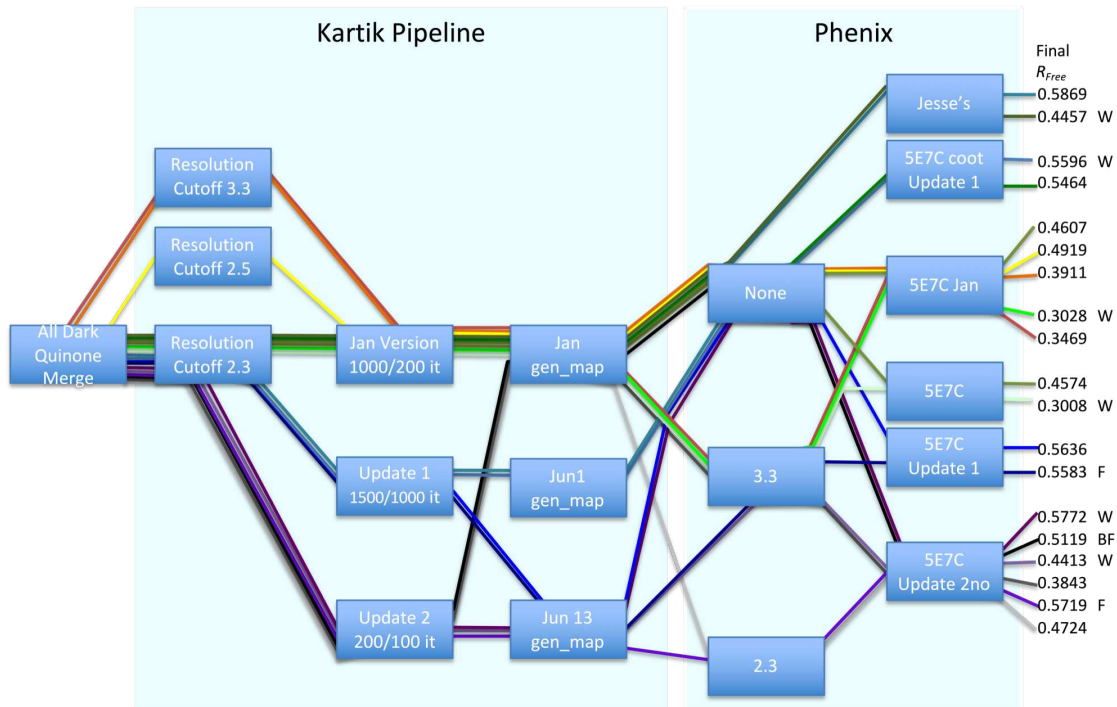 Kartik Pipeline
Phenix
Final
R_Free
Resolution
Cutoff 3.3
Resolution
Cutoff 2.5
All Dark
Quinone
Merge
Resolution
Cutoff 2.3
Jan Version
1000/200 it
Jan
gen_map
Update 1
1500/1000 it
Jun1
gen_map
Update 2
200/100 it
Jun 13
gen_map
None
3.3
2.3
Jesse's
5E7C coot
Update 1
5E7C Jan
5E7C
5E7C
Update 1
5E7C
Update 2no
0.5869
0.4457 W
0.5596 W
0.5464
0.4607
0.4919
0.3911
0.3028 W
0.3469
0.4574
0.3008 W
0.5636
0.5583 F
0.5772 W
0.5119 BF
0.4413 W
0.3843
0.5719 F
0.4724